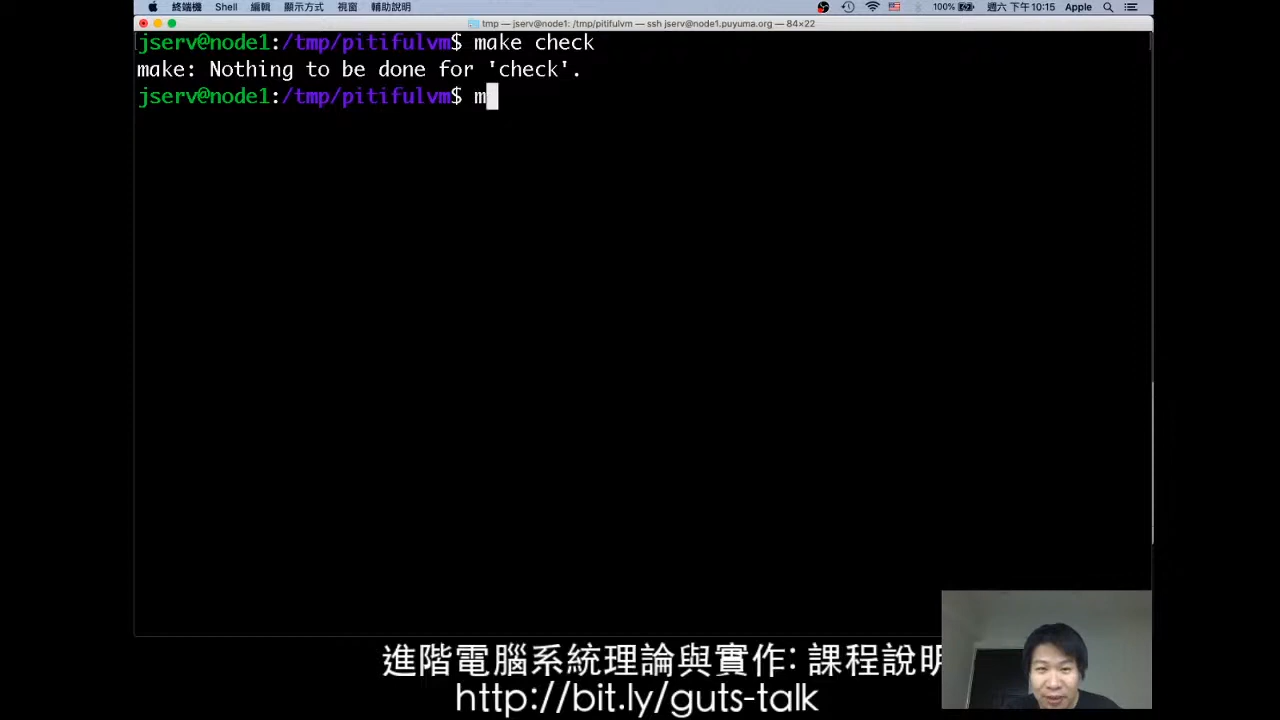 終端機 Shell 編輯 顯示方式 視窗 輔助說明 100% 週六 下午 10:15 Apple
tmp — jserv@node1: /tmp/pitifulvm — ssh jserv@node1.puyuma.org — 84×22
jserv@node1:/tmp/pitifulvm$ make check
make: Nothing to be done for 'check'.
jserv@node1:/tmp/pitifulvm$ m
進階電腦系統理論與實作: 課程說明
http://bit.ly/guts-talk